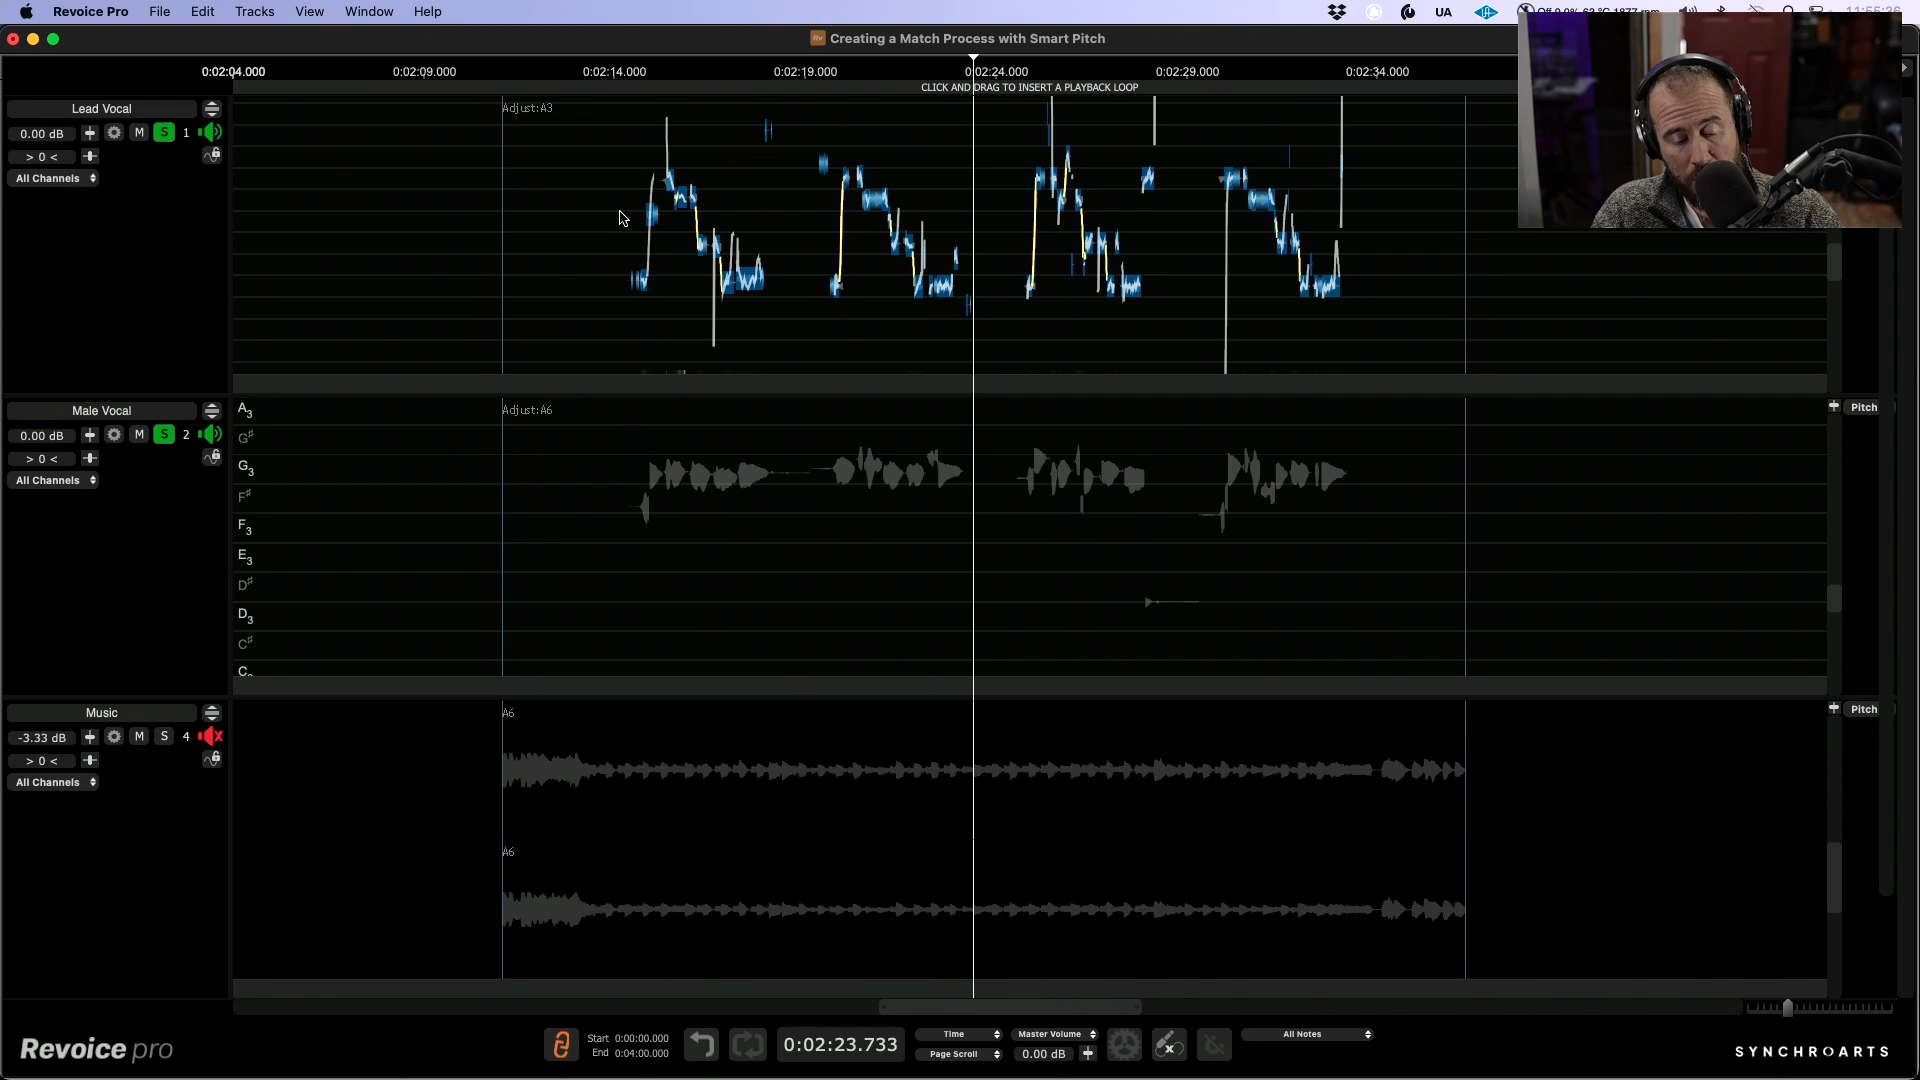 Revoice Pro File Edit Tracks View Window Help UA
Creating a Match Process with Smart Pitch
0:02:04.000 0:02:09.000 0:02:14.000 0:02:19.000 0:02:24.000 0:02:29.000 0:02:34.000
CLICK AND DRAG TO INSERT A PLAYBACK LOOP
Lead Vocal
Adjust:A3
0.00 dB M S 1
> 0 <
All Channels
Male Vocal
Adjust:A6
0.00 dB M S 2
> 0 <
All Channels
A3
G#
G3
F#
F3
E3
D#
D3
C#
Pitch
Music
A6
-3.33 dB M S 4
> 0 <
All Channels
Pitch
A6
Revoice pro
Start 0:00:00.000
End 0:04:00.000
0:02:23.733
Time
Page Scroll
Master Volume
0.00 dB
All Notes
SYNCHROARTS